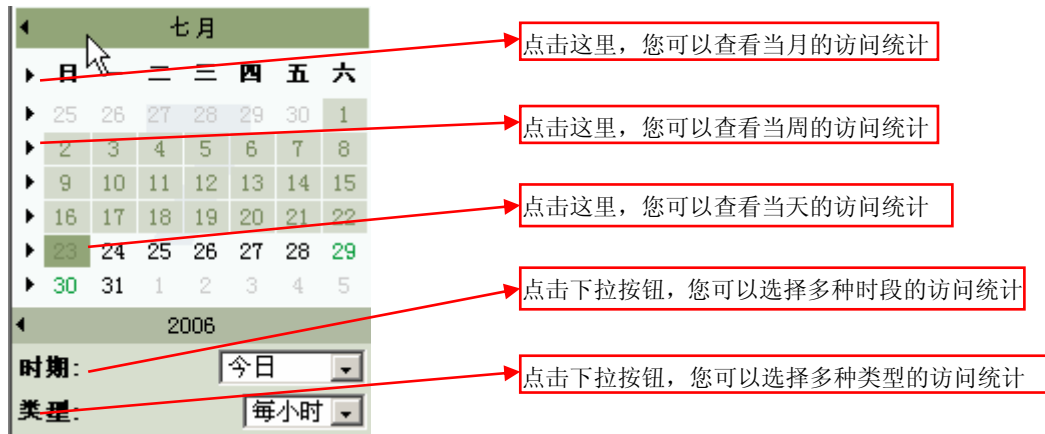 七月
点击这里，您可以查看当月的访问统计
日 一 二 三 四 五 六
25 26 27 28 29 30 1
点击这里，您可以查看当周的访问统计
2 3 4 5 6 7 8
9 10 11 12 13 14 15
点击这里，您可以查看当天的访问统计
16 17 18 19 20 21 22
23 24 25 26 27 28 29
30 31 1 2 3 4 5
点击下拉按钮，您可以选择多种时段的访问统计
2006
时期: 今日
点击下拉按钮，您可以选择多种类型的访问统计
类型: 每小时